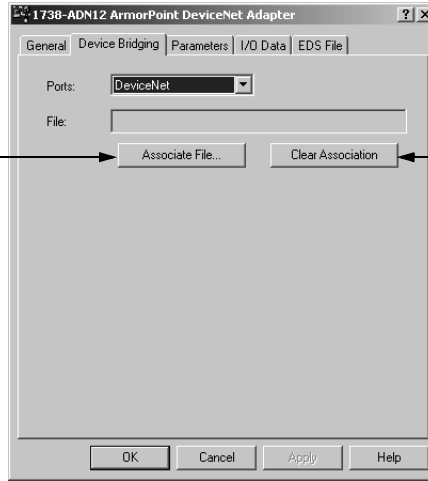 1738-ADN12 ArmorPoint DeviceNet Adapter
General Device Bridging Parameters I/O Data EDS File
Ports: DeviceNet
File:
Associate File... Clear Association
OK Cancel Apply Help